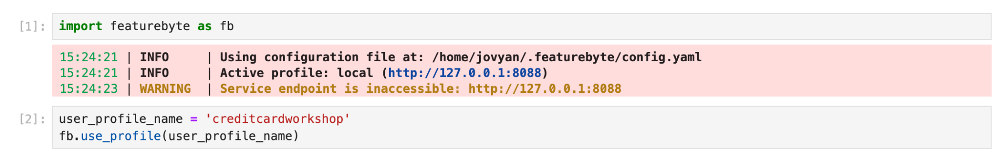 [1]: import featurebyte as fb
15:24:21 | INFO     | Using configuration file at: /home/jovyan/.featurebyte/config.yaml
15:24:21 | INFO     | Active profile: local (http://127.0.0.1:8088)
15:24:23 | WARNING  | Service endpoint is inaccessible: http://127.0.0.1:8088
[2]: user_profile_name = 'creditcardworkshop'
fb.use_profile(user_profile_name)